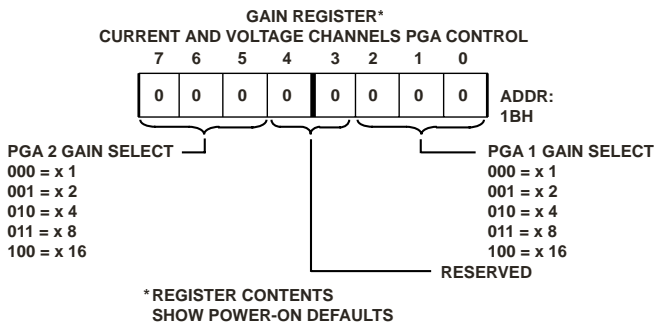 GAIN REGISTER*
CURRENT AND VOLTAGE CHANNELS PGA CONTROL
7 6 5 4 3 2 1 0
0 0 0 0 0 0 0 0
ADDR:
1BH
PGA 2 GAIN SELECT
000 = x 1
001 = x 2
010 = x 4
011 = x 8
100 = x 16
PGA 1 GAIN SELECT
000 = x 1
001 = x 2
010 = x 4
011 = x 8
100 = x 16
RESERVED
*REGISTER CONTENTS
SHOW POWER-ON DEFAULTS